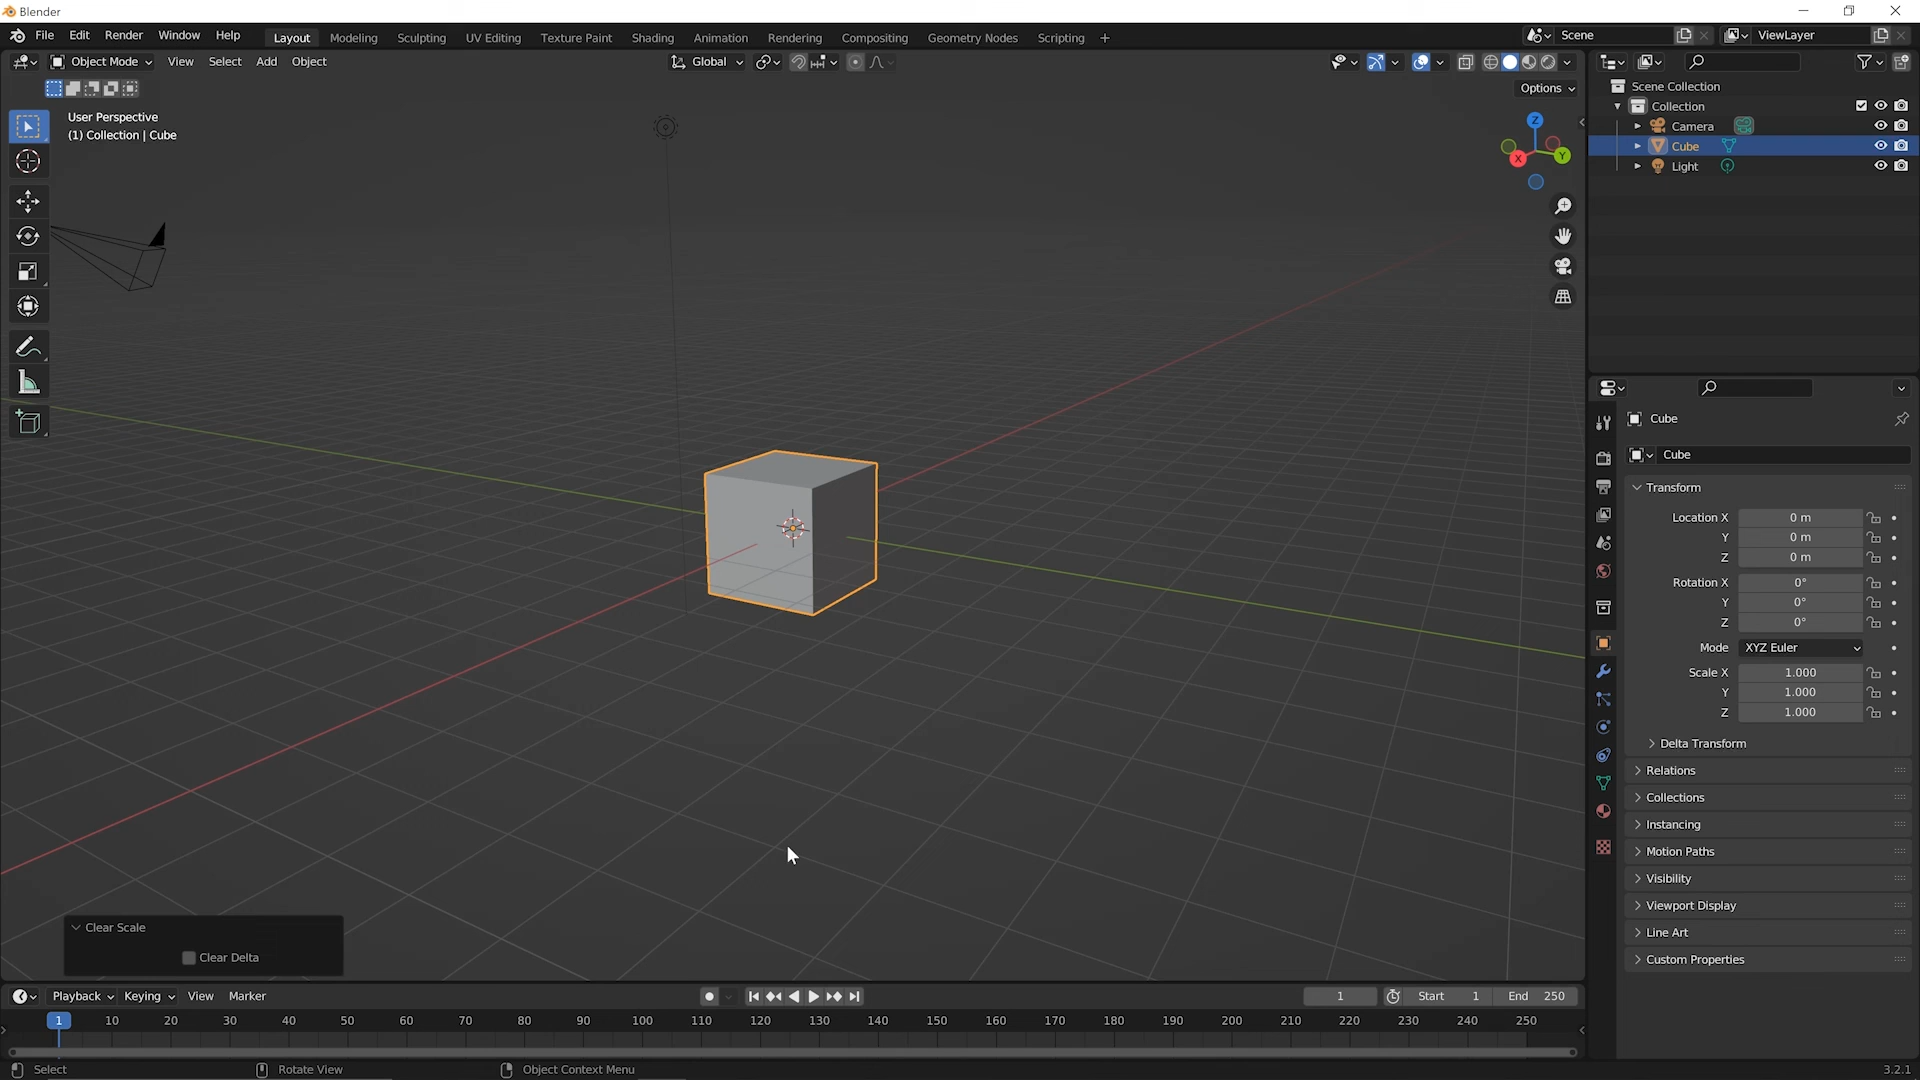 Blender
File Edit Render Window Help Layout Modeling Sculpting UV Editing Texture Paint Shading Animation Rendering Compositing Geometry Nodes Scripting + Scene ViewLayer
Object Mode View Select Add Object Global
Options
User Perspective
(1) Collection | Cube
Z
X Y
Scene Collection
Collection
Camera
Cube
Light
Cube
Cube
Transform
Location X 0 m
Y 0 m
Z 0 m
Rotation X 0°
Y 0°
Z 0°
Mode XYZ Euler
Scale X 1.000
Y 1.000
Z 1.000
Delta Transform
Relations
Collections
Instancing
Motion Paths
Visibility
Viewport Display
Line Art
Custom Properties
Clear Scale
Clear Delta
Playback Keying View Marker 1 Start 1 End 250
1 10 20 30 40 50 60 70 80 90 100 110 120 130 140 150 160 170 180 190 200 210 220 230 240 250
Select Rotate View Object Context Menu 3.2.1